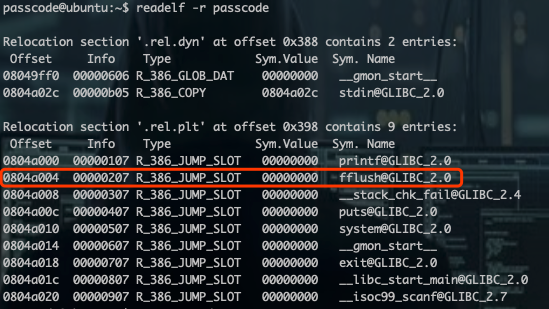 passcode@ubuntu:~$ readelf -r passcode
Relocation section '.rel.dyn' at offset 0x388 contains 2 entries:
Offset Info Type Sym.Value Sym. Name
08049ff0 00000606 R_386_GLOB_DAT 00000000 __gmon_start__
0804a02c 00000b05 R_386_COPY 0804a02c stdin@GLIBC_2.0
Relocation section '.rel.plt' at offset 0x398 contains 9 entries:
Offset Info Type Sym.Value Sym. Name
0804a000 00000107 R_386_JUMP_SLOT 00000000 printf@GLIBC_2.0
0804a004 00000207 R_386_JUMP_SLOT 00000000 fflush@GLIBC_2.0
0804a008 00000307 R_386_JUMP_SLOT 00000000 __stack_chk_fail@GLIBC_2.4
0804a00c 00000407 R_386_JUMP_SLOT 00000000 puts@GLIBC_2.0
0804a010 00000507 R_386_JUMP_SLOT 00000000 system@GLIBC_2.0
0804a014 00000607 R_386_JUMP_SLOT 00000000 __gmon_start__
0804a018 00000707 R_386_JUMP_SLOT 00000000 exit@GLIBC_2.0
0804a01c 00000807 R_386_JUMP_SLOT 00000000 __libc_start_main@GLIBC_2.0
0804a020 00000907 R_386_JUMP_SLOT 00000000 __isoc99_scanf@GLIBC_2.7